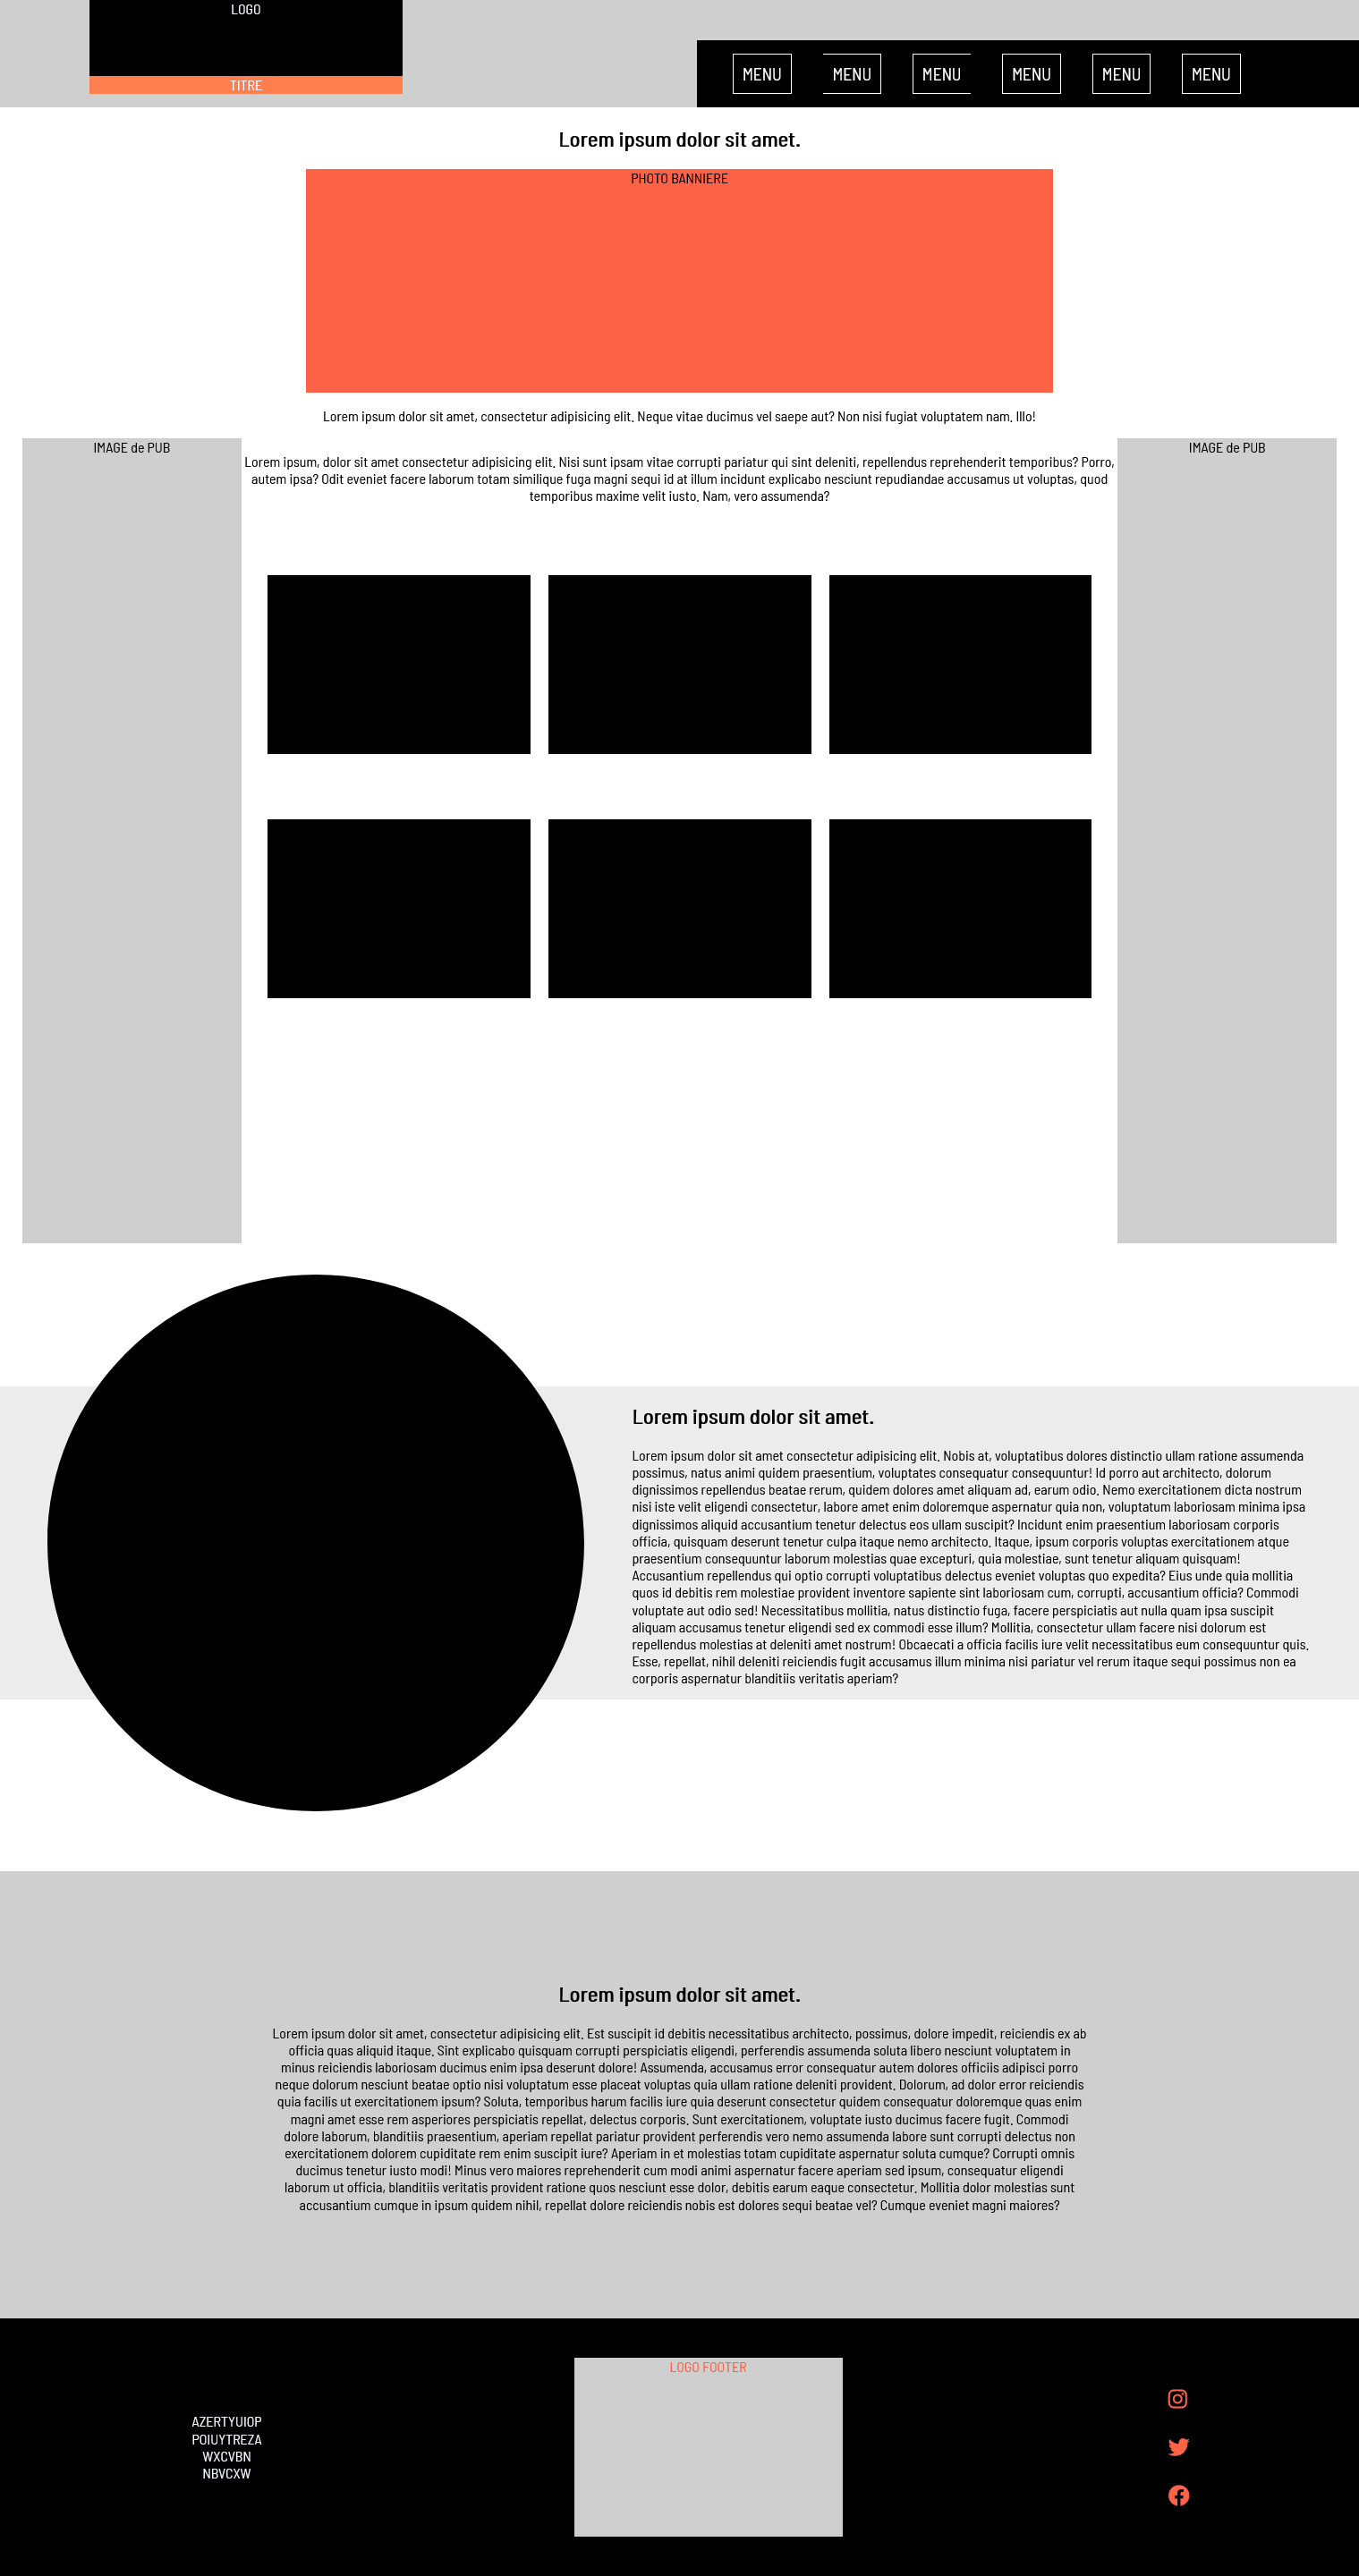 LOGO
TITRE
MENU MENU MENU MENU MENU MENU
Lorem ipsum dolor sit amet.
PHOTO BANNIERE
Lorem ipsum dolor sit amet, consectetur adipisicing elit. Neque vitae ducimus vel saepe aut? Non nisi fugiat voluptatem nam. Illo!
IMAGE de PUB
Lorem ipsum, dolor sit amet consectetur adipisicing elit. Nisi sunt ipsam vitae corrupti pariatur qui sint deleniti, repellendus reprehenderit temporibus? Porro,
autem ipsa? Odit eveniet facere laborum totam similique fuga magni sequi id at illum incidunt explicabo nesciunt repudiandae accusamus ut voluptas, quod
temporibus maxime velit iusto. Nam, vero assumenda?
IMAGE de PUB
Lorem ipsum dolor sit amet.
Lorem ipsum dolor sit amet consectetur adipisicing elit. Nobis at, voluptatibus dolores distinctio ullam ratione assumenda
possimus, natus animi quidem praesentium, voluptates consequatur consequuntur! Id porro aut architecto, dolorum
dignissimos repellendus beatae rerum, quidem dolores amet aliquam ad, earum odio. Nemo exercitationem dicta nostrum
nisi iste velit eligendi consectetur, labore amet enim doloremque aspernatur quia non, voluptatum laboriosam minima ipsa
dignissimos aliquid accusantium tenetur delectus eos ullam suscipit? Incidunt enim praesentium laboriosam corporis
officia, quisquam deserunt tenetur culpa itaque nemo architecto. Itaque, ipsum corporis voluptas exercitationem atque
praesentium consequuntur laborum molestias quae excepturi, quia molestiae, sunt tenetur aliquam quisquam!
Accusantium repellendus qui optio corrupti voluptatibus delectus eveniet voluptas quo expedita? Eius unde quia mollitia
quos id debitis rem molestiae provident inventore sapiente sint laboriosam cum, corrupti, accusantium officia? Commodi
voluptate aut odio sed! Necessitatibus mollitia, natus distinctio fuga, facere perspiciatis aut nulla quam ipsa suscipit
aliquam accusamus tenetur eligendi sed ex commodi esse illum? Mollitia, consectetur ullam facere nisi dolorum est
repellendus molestias at deleniti amet nostrum! Obcaecati a officia facilis iure velit necessitatibus eum consequuntur quis.
Esse, repellat, nihil deleniti reiciendis fugit accusamus illum minima nisi pariatur vel rerum itaque sequi possimus non ea
corporis aspernatur blanditiis veritatis aperiam?
Lorem ipsum dolor sit amet.
Lorem ipsum dolor sit amet, consectetur adipisicing elit. Est suscipit id debitis necessitatibus architecto, possimus, dolore impedit, reiciendis ex ab
officia quas aliquid itaque. Sint explicabo quisquam corrupti perspiciatis eligendi, perferendis assumenda soluta libero nesciunt voluptatem in
minus reiciendis laboriosam ducimus enim ipsa deserunt dolore! Assumenda, accusamus error consequatur autem dolores officiis adipisci porro
neque dolorum nesciunt beatae optio nisi voluptatum esse placeat voluptas quia ullam ratione deleniti provident. Dolorum, ad dolor error reiciendis
quia facilis ut exercitationem ipsum? Soluta, temporibus harum facilis iure quia deserunt consectetur quidem consequatur doloremque quas enim
magni amet esse rem asperiores perspiciatis repellat, delectus corporis. Sunt exercitationem, voluptate iusto ducimus facere fugit. Commodi
dolore laborum, blanditiis praesentium, aperiam repellat pariatur provident perferendis vero nemo assumenda labore sunt corrupti delectus non
exercitationem dolorem cupiditate rem enim suscipit iure? Aperiam in et molestias totam cupiditate aspernatur soluta cumque? Corrupti omnis
ducimus tenetur iusto modi! Minus vero maiores reprehenderit cum modi animi aspernatur facere aperiam sed ipsum, consequatur eligendi
laborum ut officia, blanditiis veritatis provident ratione quos nesciunt esse dolor, debitis earum eaque consectetur. Mollitia dolor molestias sunt
accusantium cumque in ipsum quidem nihil, repellat dolore reiciendis nobis est dolores sequi beatae vel? Cumque eveniet magni maiores?
AZERTYUIOP
POIUYTREZA
WXCVBN
NBVCXW
LOGO FOOTER